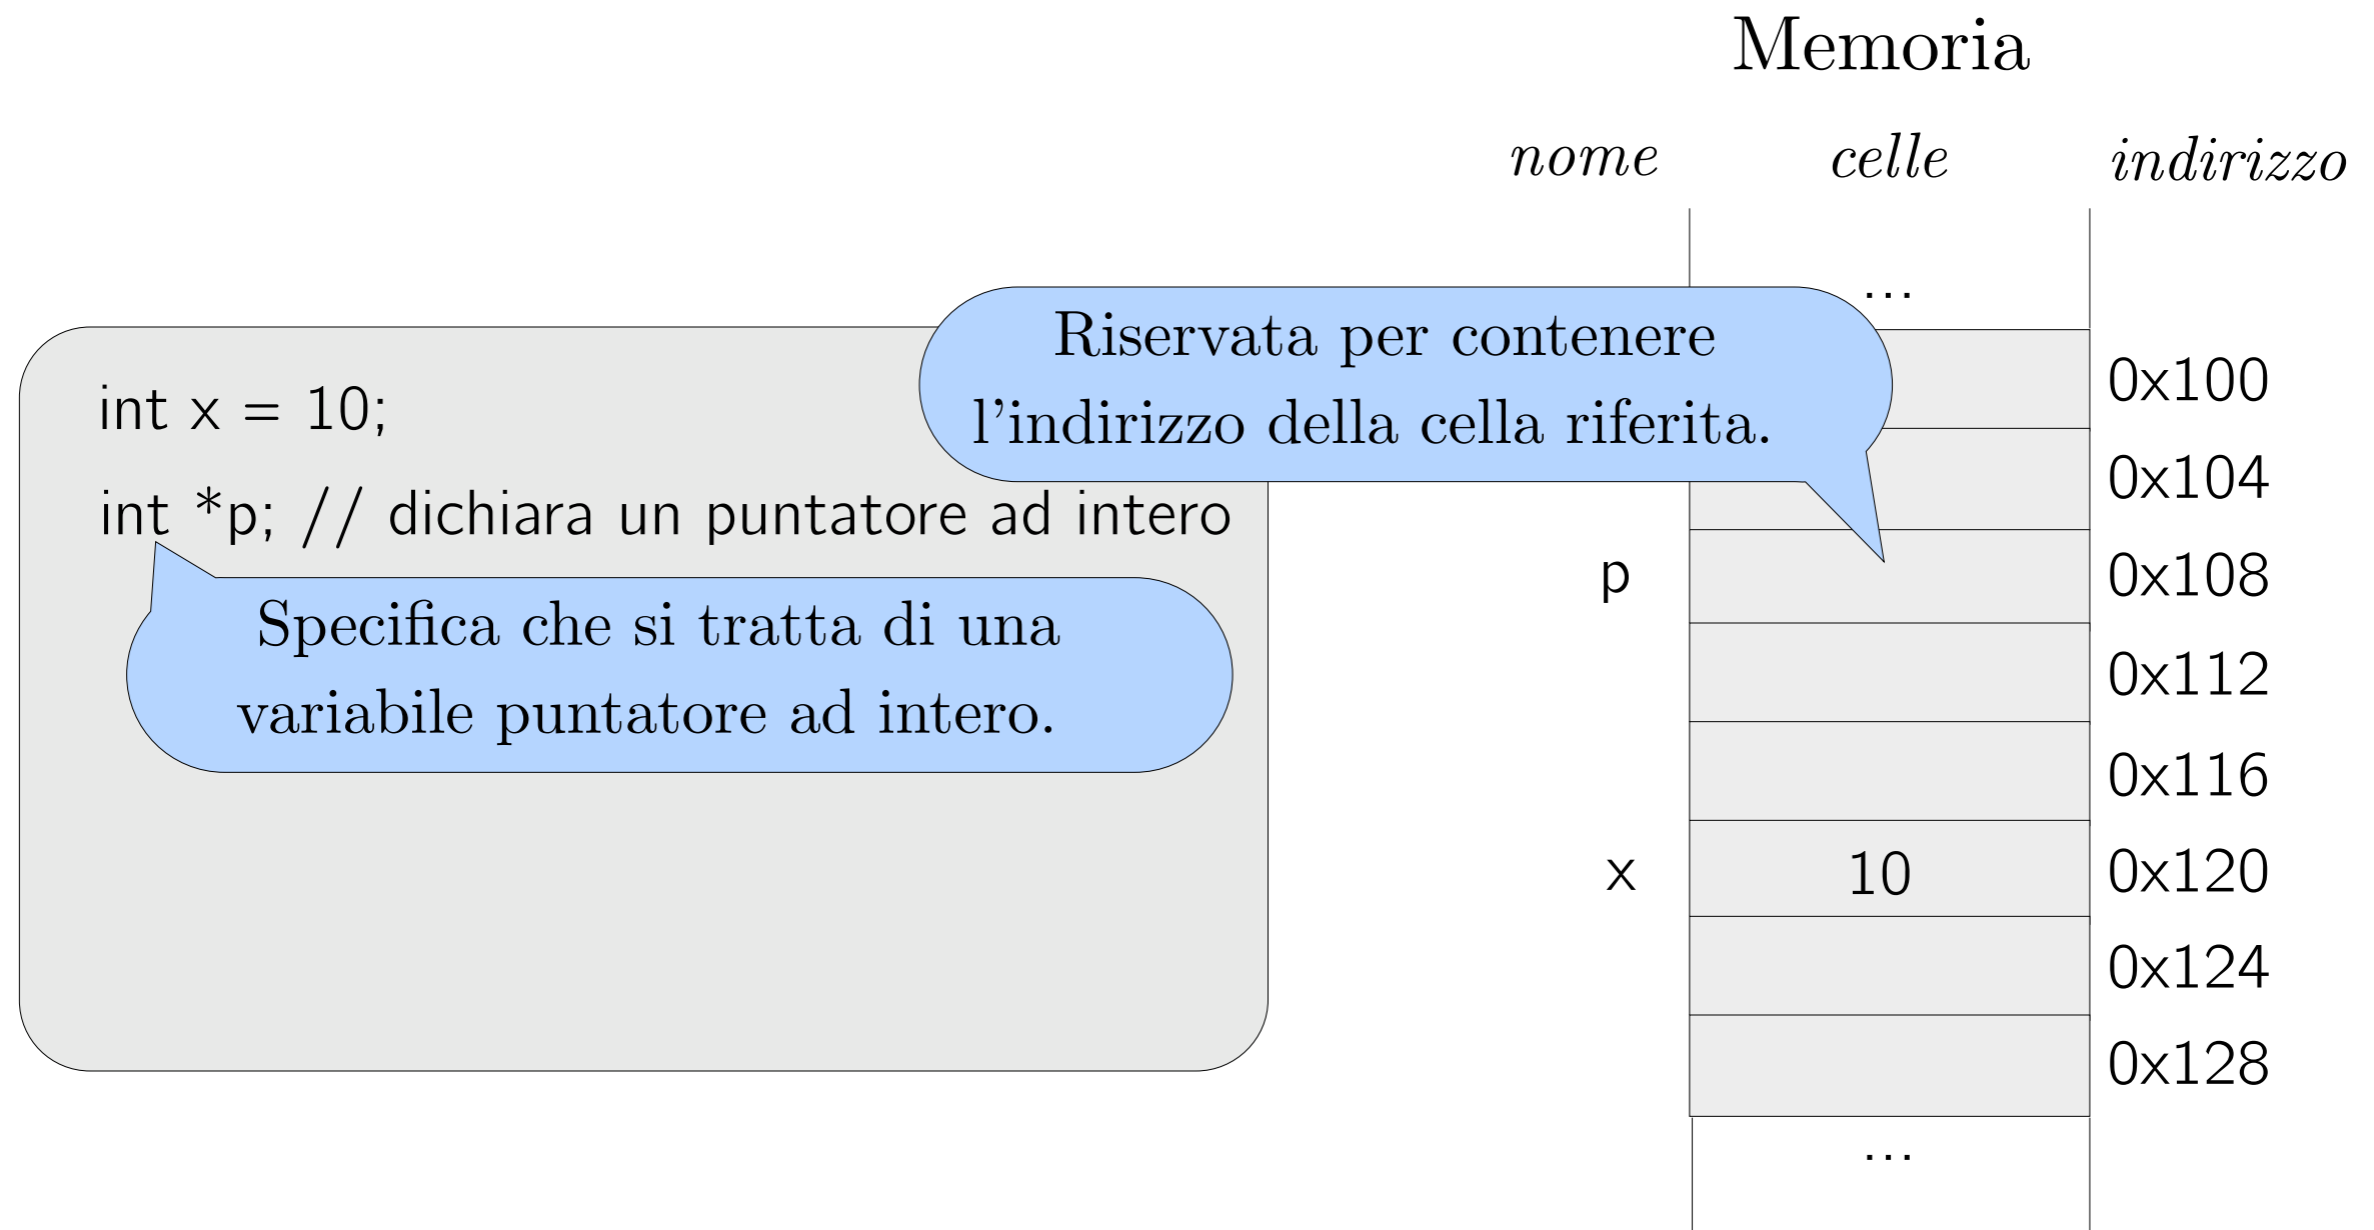 Memoria
nome celle indirizzo
...
int x = 10;
int *p; // dichiara un puntatore ad intero
Riservata per contenere
l'indirizzo della cella riferita.
Specifica che si tratta di una
variabile puntatore ad intero.
0x100
0x104
p 0x108
0x112
0x116
x 10 0x120
0x124
0x128
...